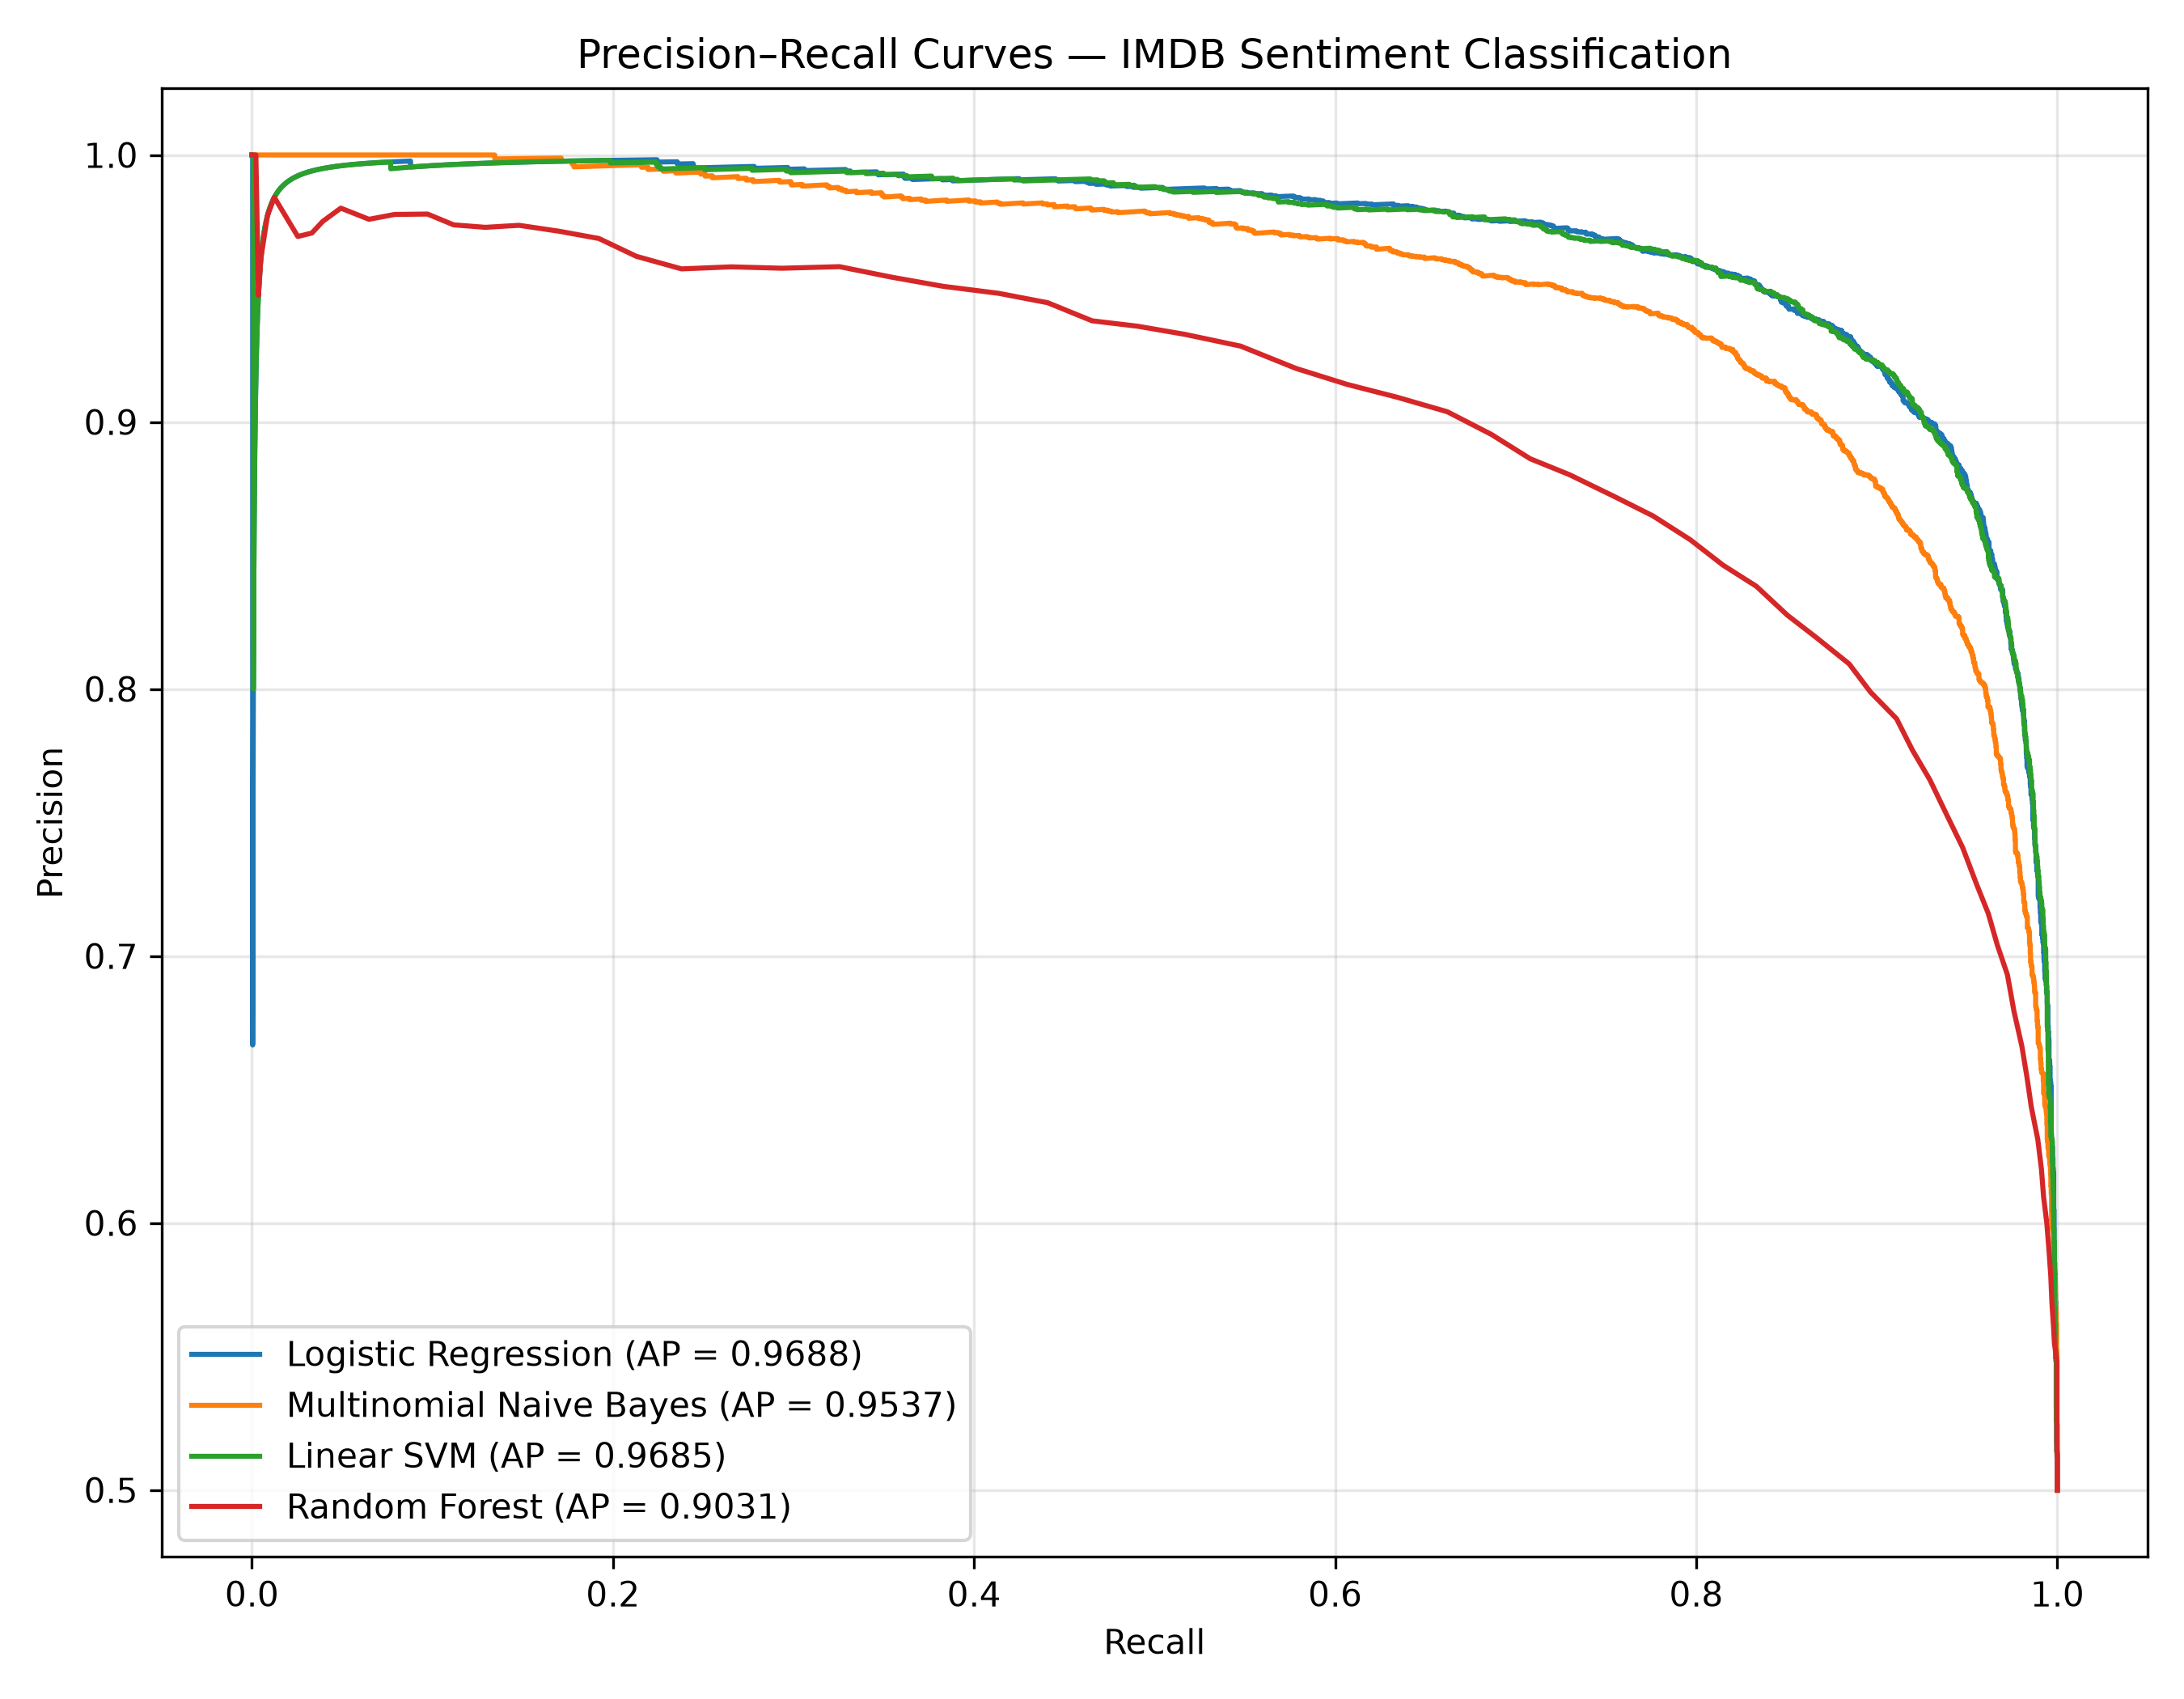 Precision–Recall Curves — IMDB Sentiment Classification
1.0
0.9
0.8
0.7
0.6
0.5
Precision
Logistic Regression (AP = 0.9688)
Multinomial Naive Bayes (AP = 0.9537)
Linear SVM (AP = 0.9685)
Random Forest (AP = 0.9031)
0.0 0.2 0.4 0.6 0.8 1.0
Recall